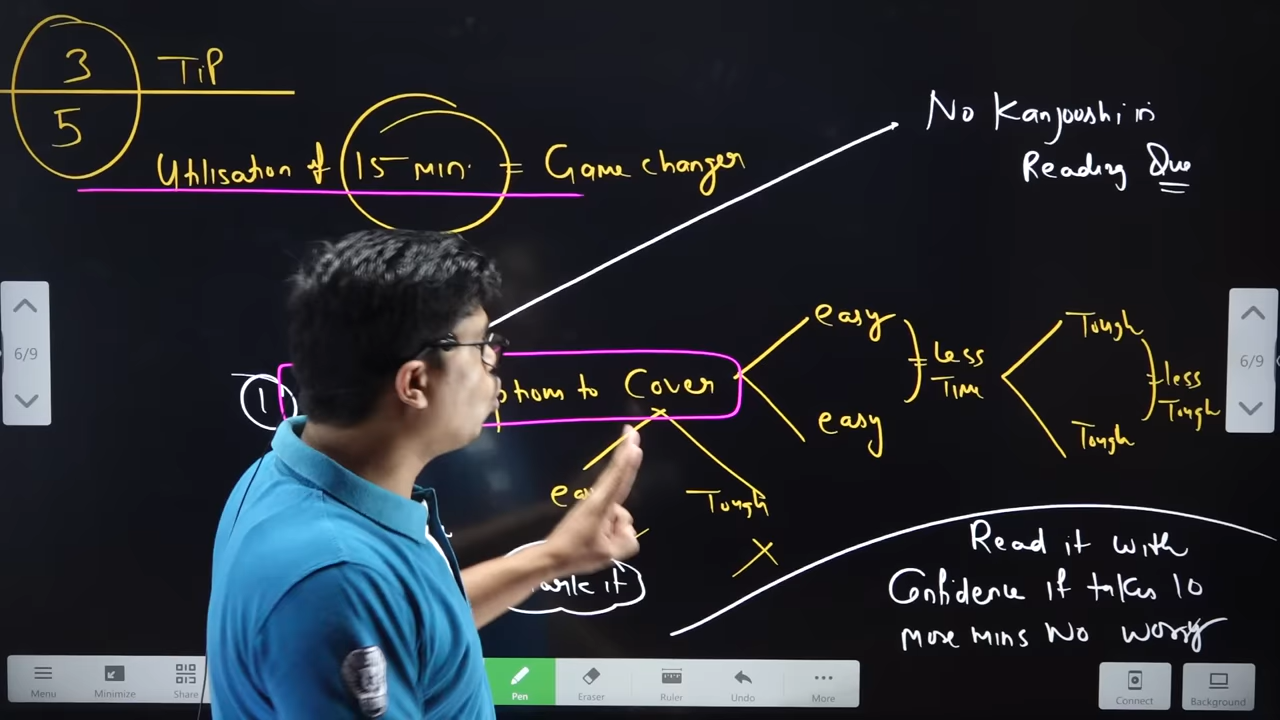 3 TiP
5
Utilisation of 15 min. = Game changer
No Kanjooshi in
Reading Que
1
ptions to Cover
easy
easy
Less
Time
Tough
Tough
less
Tough
Tough
Read it with
Confidence if takes 10
more mins No worry
6/9
6/9
Menu
Minimize
Share
Pen
Eraser
Ruler
Undo
More
Connect
Background